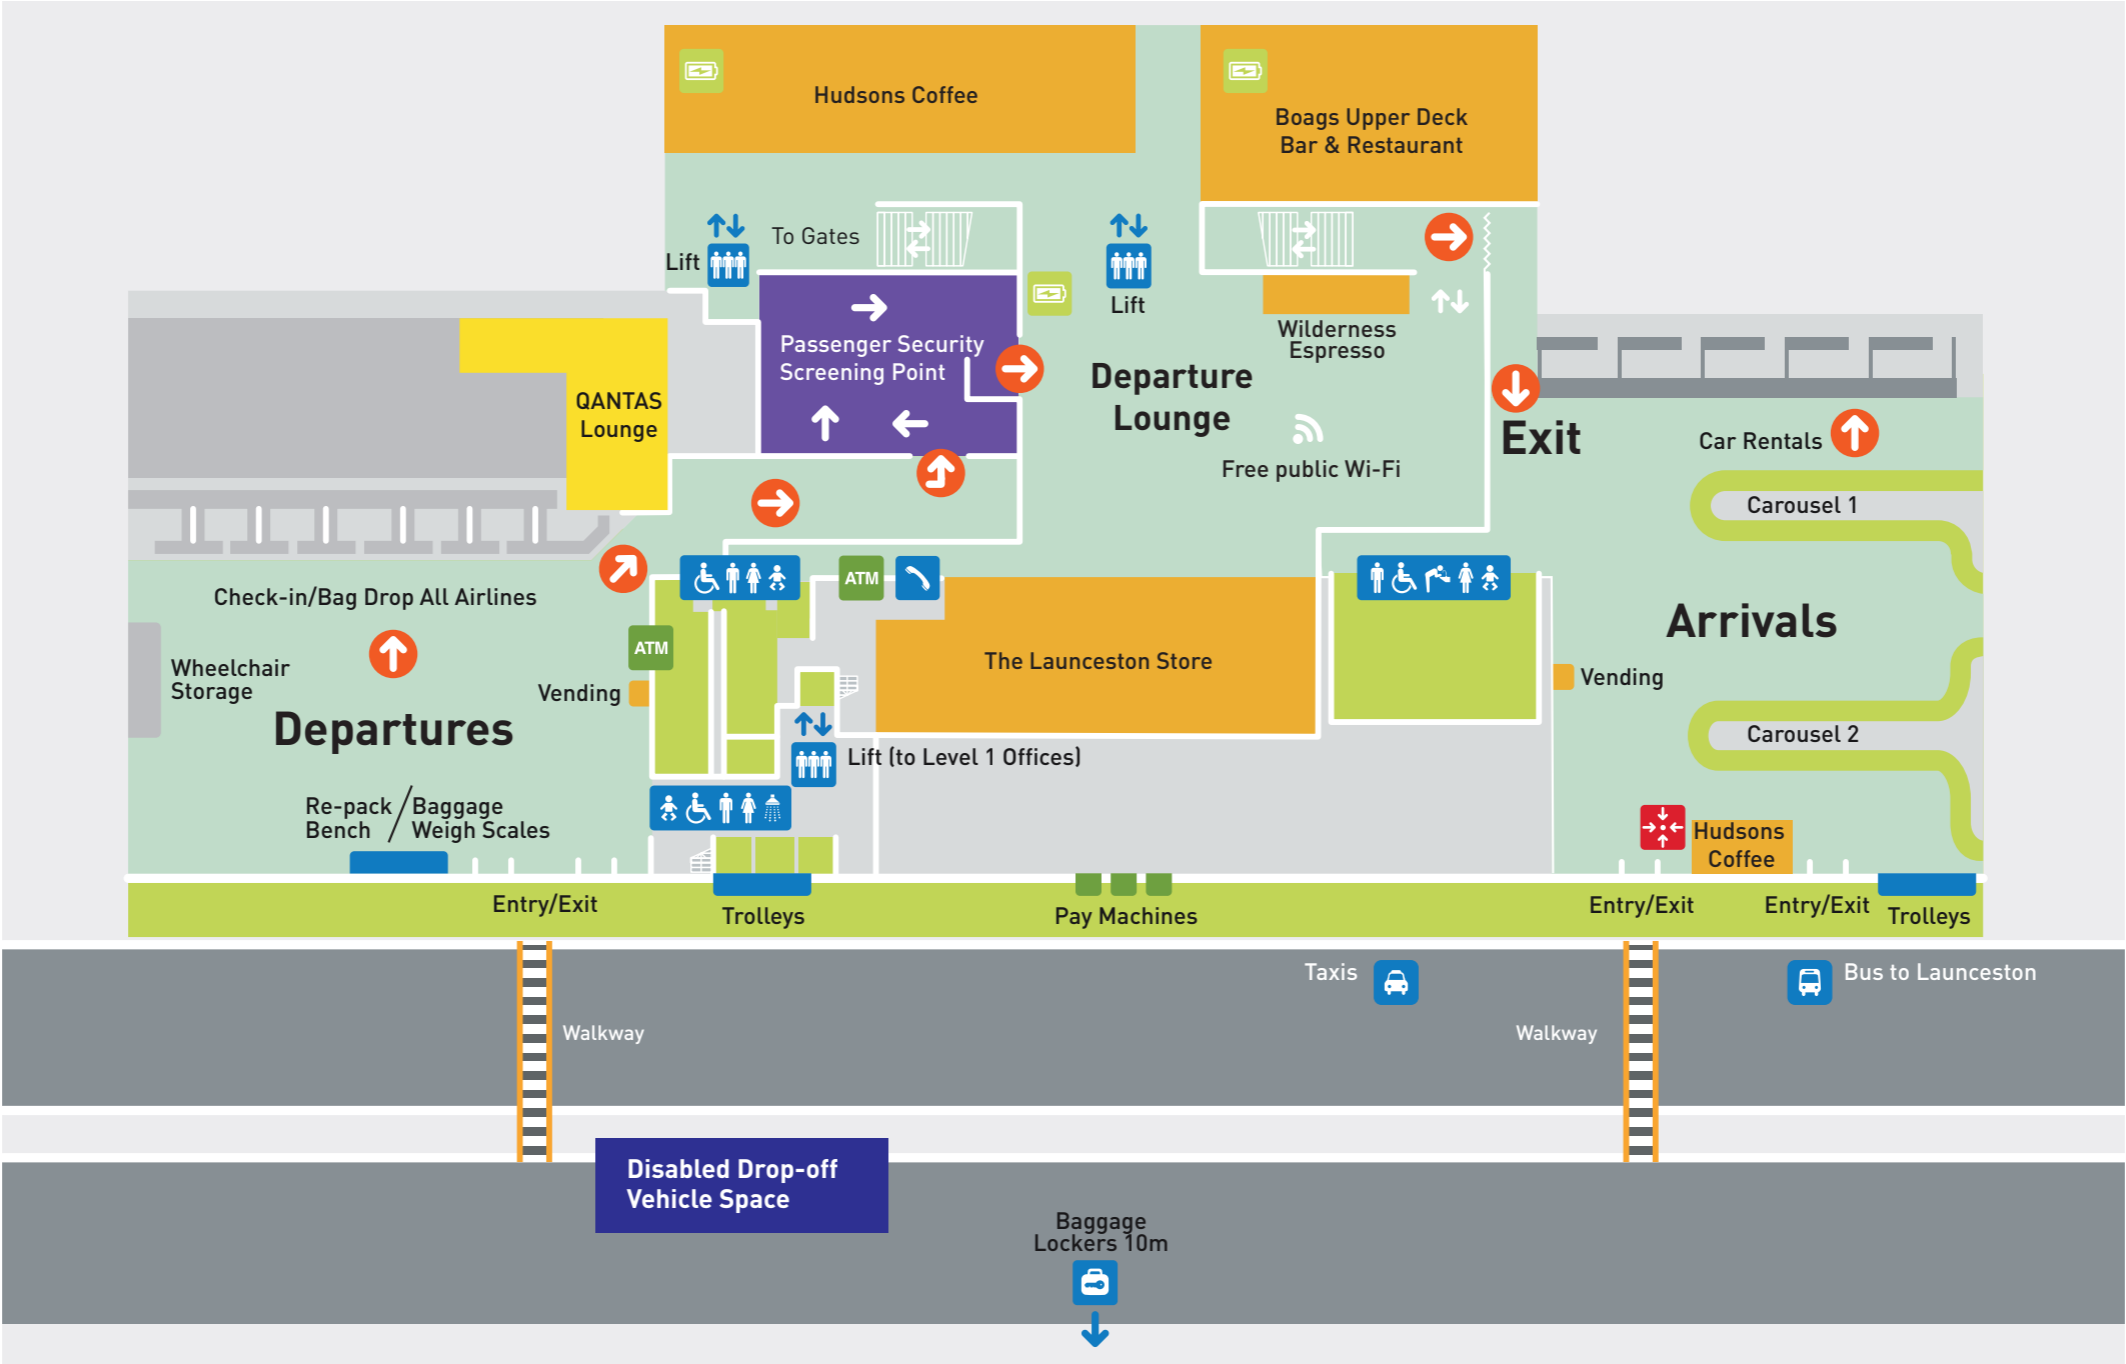 Hudsons Coffee
Boags Upper Deck
Bar & Restaurant
To Gates
Lift
Lift
Passenger Security
Screening Point
Wilderness
Espresso
Departure
Lounge
Free public Wi-Fi
QANTAS
Lounge
Exit
Car Rentals
Carousel 1
Check-in/Bag Drop All Airlines
ATM
Arrivals
ATM
Wheelchair
Storage
Vending
The Launceston Store
Vending
Departures
Carousel 2
Lift (to Level 1 Offices)
Re-pack / Baggage
Bench / Weigh Scales
Hudsons
Coffee
Entry/Exit
Trolleys
Pay Machines
Entry/Exit
Entry/Exit
Trolleys
Taxis
Bus to Launceston
Walkway
Walkway
Disabled Drop-off
Vehicle Space
Baggage
Lockers 10m